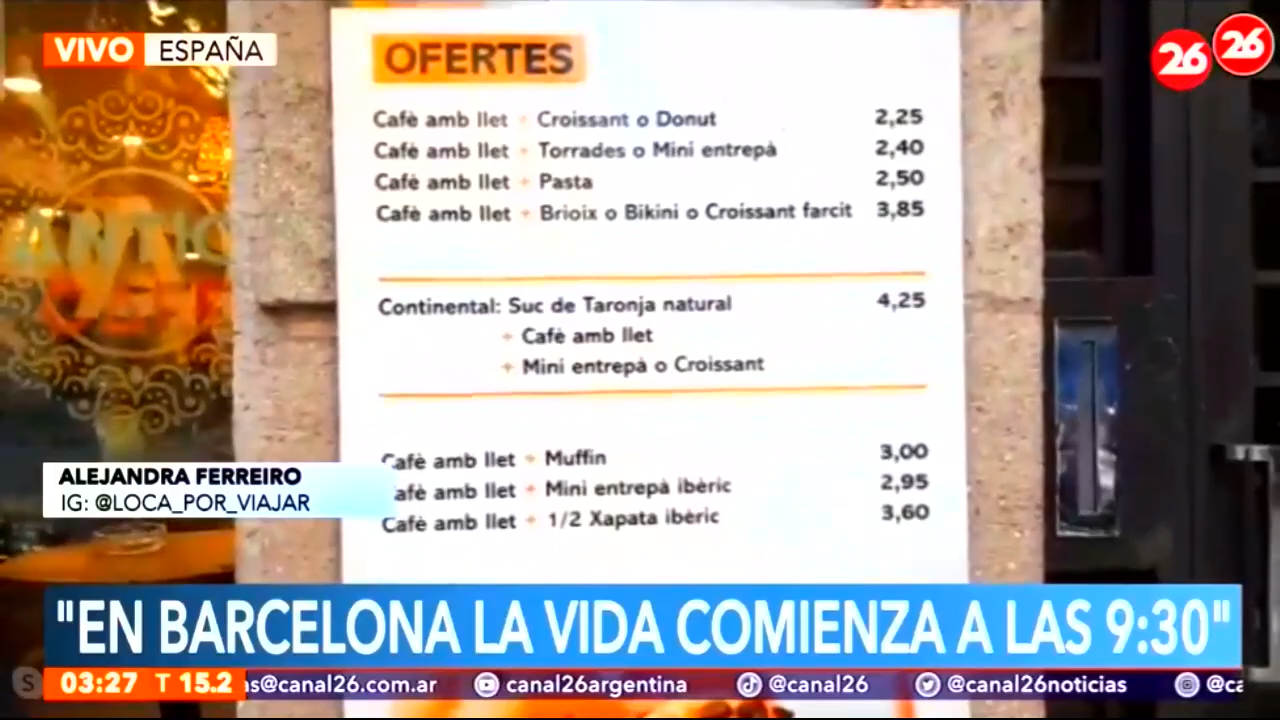 VIVO ESPAÑA
26 26
ANTIC
OFERTES
Cafè amb llet + Croissant o Donut 2,25
Cafè amb llet + Torrades o Mini entrepà 2,40
Cafè amb llet + Pasta 2,50
Cafè amb llet + Brioix o Bikini o Croissant farcit 3,85
Continental: Suc de Taronja natural 4,25
+ Cafè amb llet
+ Mini entrepà o Croissant
Cafè amb llet + Muffin 3,00
afè amb llet + Mini entrepà ibèric 2,95
Cafè amb llet + 1/2 Xapata ibèric 3,60
ALEJANDRA FERREIRO
IG: @LOCA_POR_VIAJAR
"EN BARCELONA LA VIDA COMIENZA A LAS 9:30"
S 03:27 T 15.2 as@canal26.com.ar canal26argentina @canal26 @canal26noticias @ca